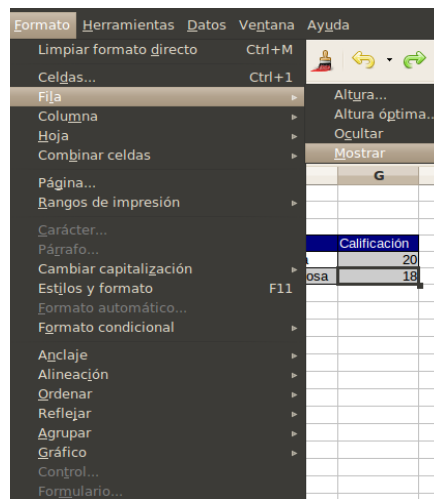 Formato Herramientas Datos Ventana Ayuda
Limpiar formato directo Ctrl+M
Celdas... Ctrl+1
Fila
Columna
Hoja
Combinar celdas
Página...
Rangos de impresión
Carácter...
Párrafo...
Cambiar capitalización
Estilos y formato F11
Formato automático...
Formato condicional
Anclaje
Alineación
Ordenar
Reflejar
Agrupar
Gráfico
Control...
Formulario...
Altura...
Altura óptima..
Ocultar
Mostrar
G
Calificación
20
osa 18